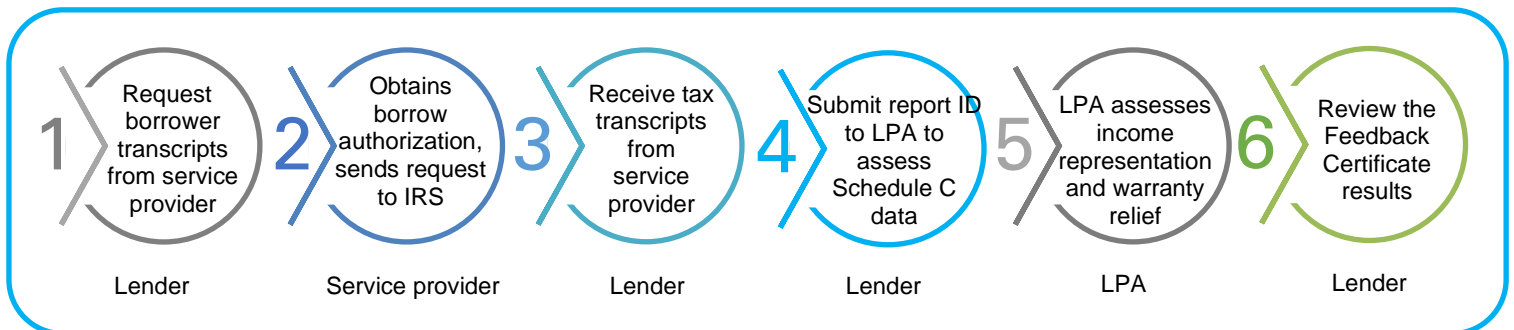 1
Request
borrower
transcripts
from service
provider
Lender
2
Obtains
borrow
authorization,
sends request
to IRS
Service provider
3
Receive tax
transcripts
from
service
provider
Lender
4
Submit report ID
to LPA to
assess
Schedule C
data
Lender
5
LPA assesses
income
representation
and warranty
relief
LPA
6
Review the
Feedback
Certificate
results
Lender